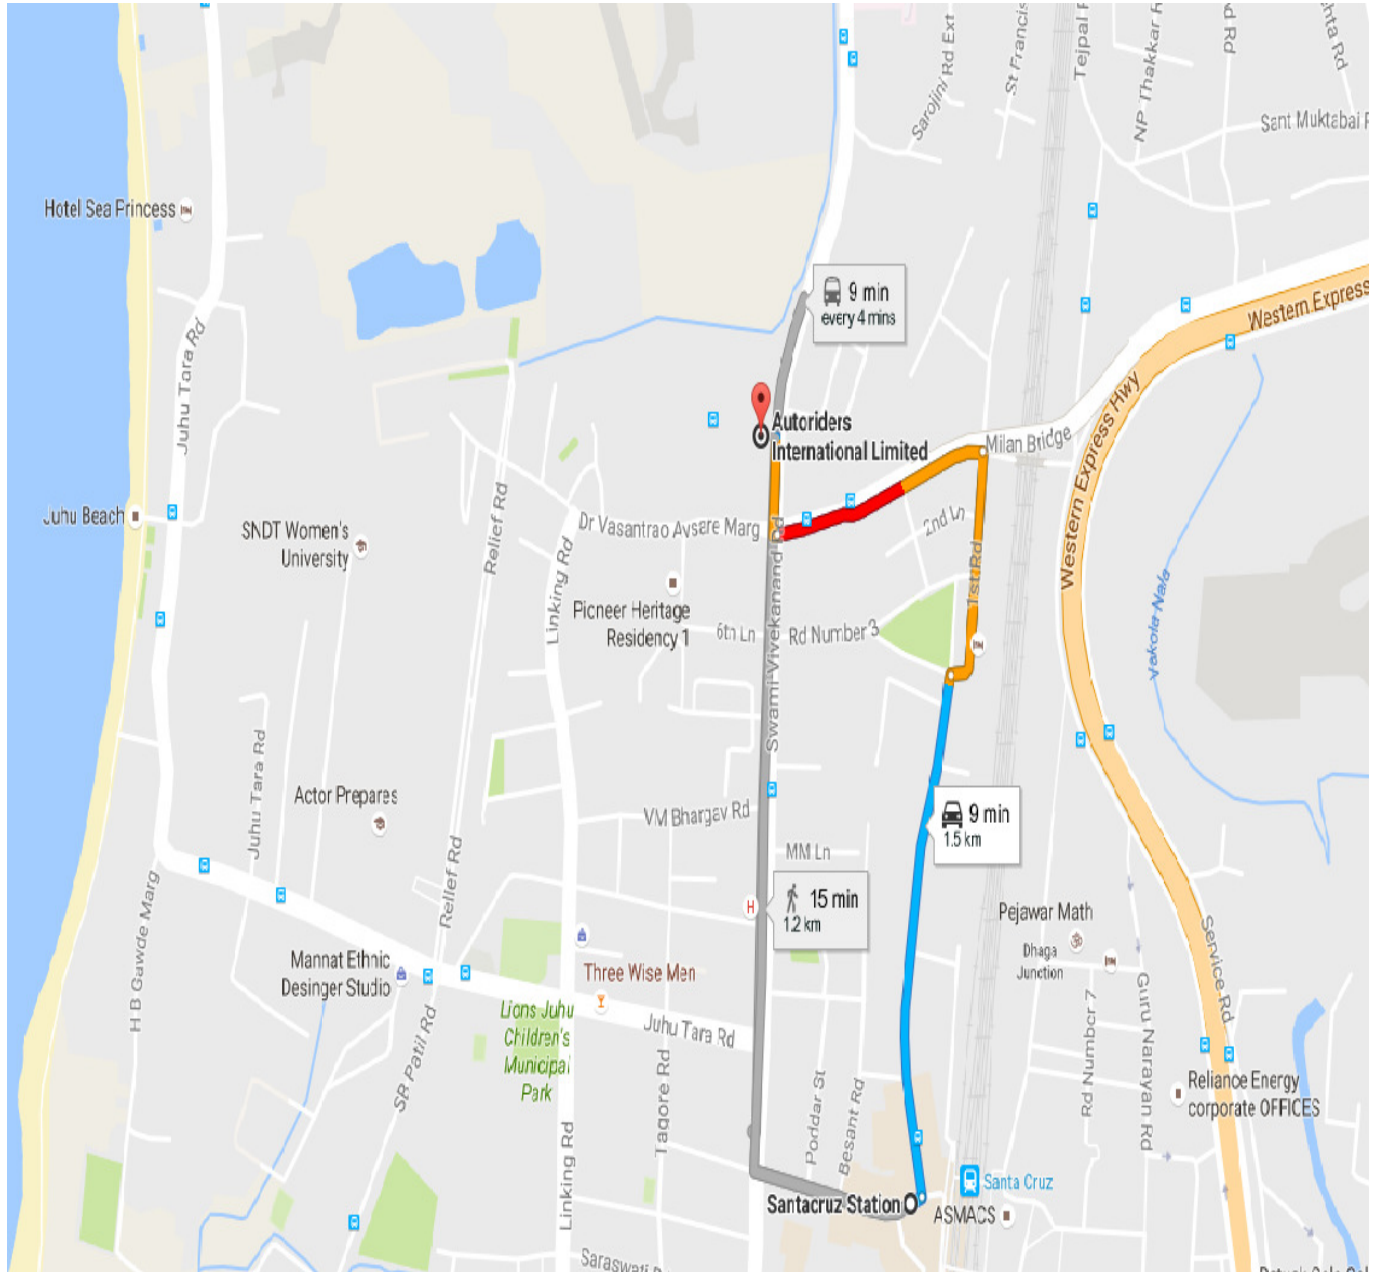 Sarojini Rd Ext
St Francis
Tejpal R
NP Thakkar R
d Rd
hta Rd
Sant Muktabai R
Hotel Sea Princess
9 min
every 4 mins
Western Express
Juhu Tara Rd
Western Express Hwy
Autoriders
International Limited
Milan Bridge
Juhu Beach
SNDT Women's
University
Relief Rd
Dr Vasantrao Avsare Marg
2nd Ln
Linking Rd
1st Rd
Vakola Nala
Picneer Heritage
Residency 1
6th Ln
Rd Number 3
Swami Vivekanand Rd
Juhu Tara Rd
Actor Prepares
VM Bhargav Rd
9 min
1.5 km
MM Ln
Relief Rd
H
15 min
1.2 km
H B Gawde Marg
Pejawar Math
Dhaga
Junction
Mannat Ethnic
Desinger Studio
Three Wise Men
Service Rd
Lions Juhu
Children's
Municipal
Park
Juhu Tara Rd
SB Patil Rd
Rd Number 7
Guru Narayan Rd
Tagore Rd
Poddar St
Besant Rd
Reliance Energy
corporate OFFICES
Linking Rd
Santa Cruz
Santacruz Station
ASMACS
Saraswati